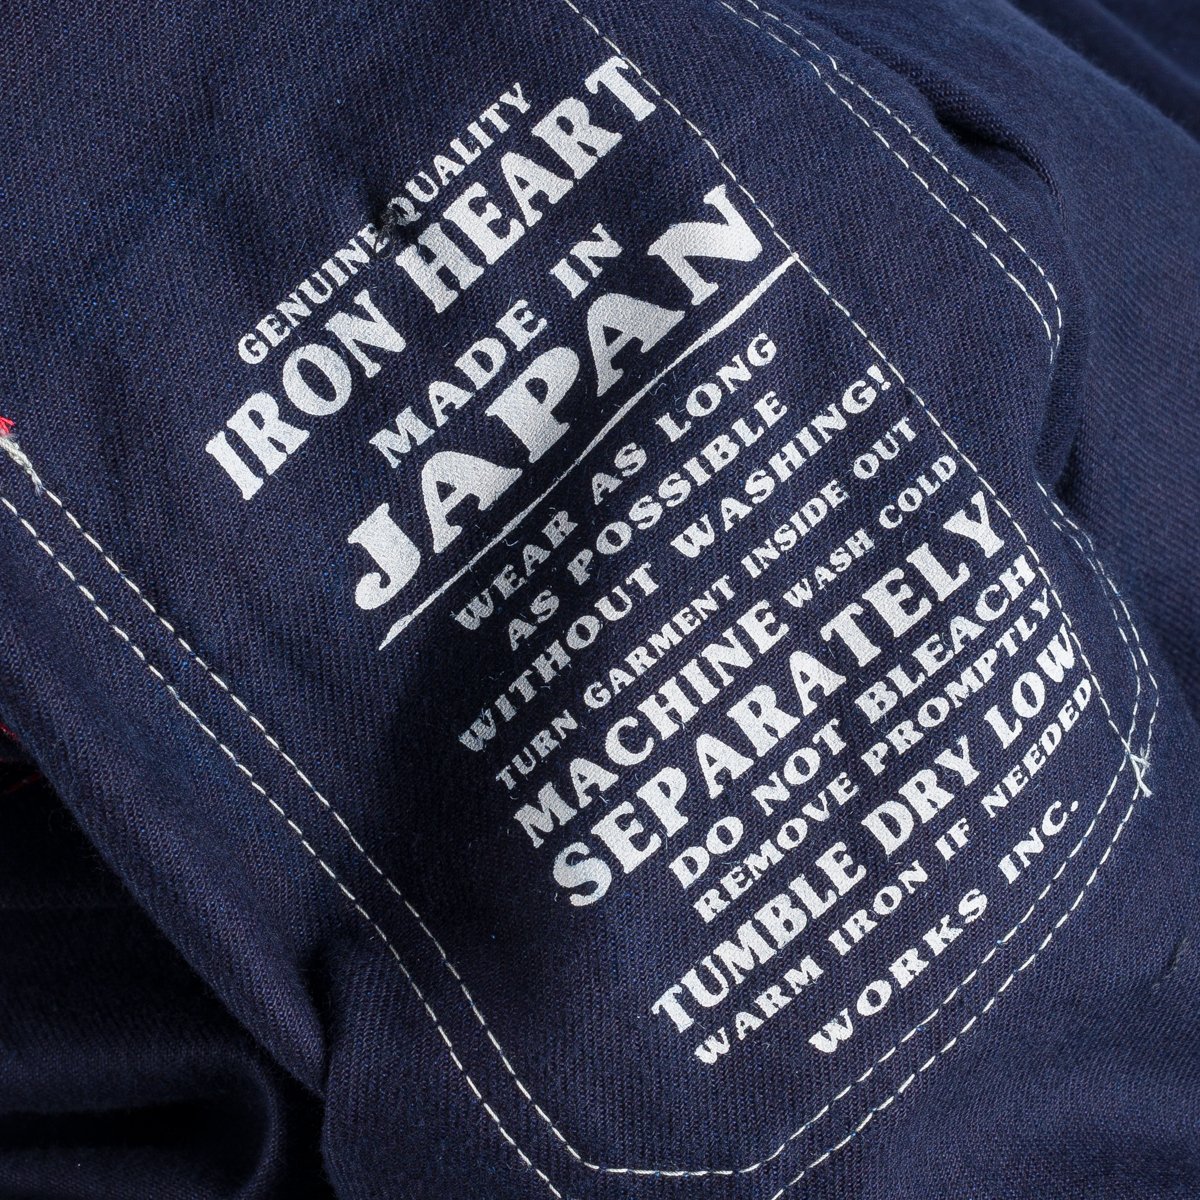 GENUINE QUALITY
IRON HEART
MADE IN
JAPAN
WEAR AS LONG
AS POSSIBLE
WITHOUT WASHING!
TURN GARMENT INSIDE OUT
MACHINE WASH COLD
SEPARATELY
DO NOT BLEACH
REMOVE PROMPTLY
TUMBLE DRY LOW
WARM IRON IF NEEDED
WORKS INC.